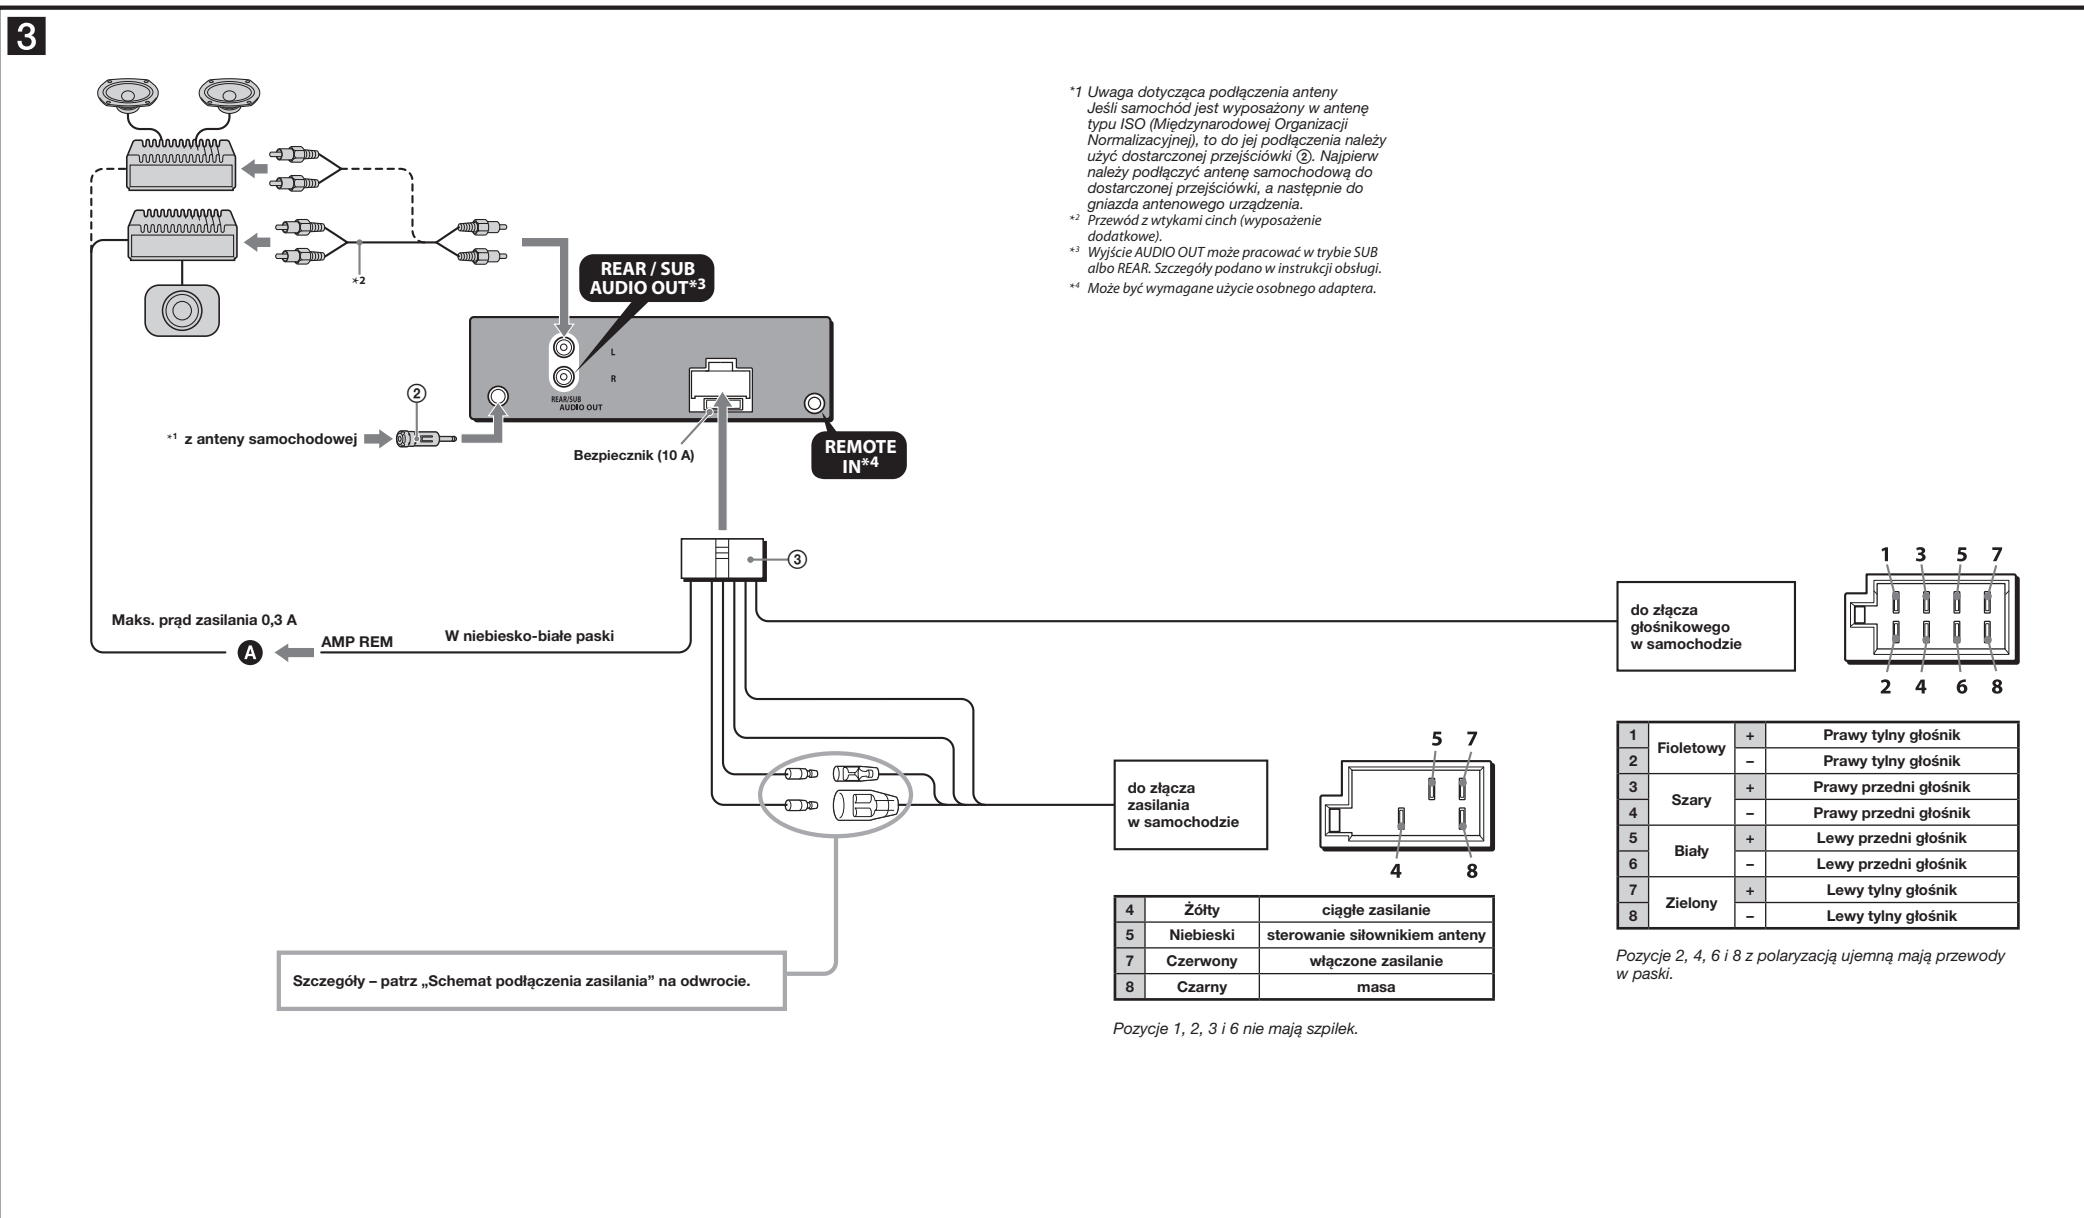 3
*1 Uwaga dotycząca podłączenia anteny
Jeśli samochód jest wyposażony w antenę
typu ISO (Międzynarodowej Organizacji
Normalizacyjnej), to do jej podłączenia należy
użyć dostarczonej przejściówki ②. Najpierw
należy podłączyć antenę samochodową do
dostarczonej przejściówki, a następnie do
gniazda antenowego urządzenia.
*2 Przewód z wtykami cinch (wyposażenie
dodatkowe).
*3 Wyjście AUDIO OUT może pracować w trybie SUB
albo REAR. Szczegóły podano w instrukcji obsługi.
*4 Może być wymagane użycie osobnego adaptera.
*2
REAR / SUB
AUDIO OUT*3
L
R
REAR/SUB
AUDIO OUT
②
*1 z anteny samochodowej
Bezpiecznik (10 A)
REMOTE
IN*4
③
Maks. prąd zasilania 0,3 A
A
AMP REM
W niebiesko-białe paski
do złącza
głośnikowego
w samochodzie
1 3 5 7
2 4 6 8
1 Fioletowy + Prawy tylny głośnik
2 – Prawy tylny głośnik
3 Szary + Prawy przedni głośnik
4 – Prawy przedni głośnik
5 Biały + Lewy przedni głośnik
6 – Lewy przedni głośnik
7 Zielony + Lewy tylny głośnik
8 – Lewy tylny głośnik
Pozycje 2, 4, 6 i 8 z polaryzacją ujemną mają przewody
w paski.
do złącza
zasilania
w samochodzie
5 7
4 8
4 Żółty ciągłe zasilanie
5 Niebieski sterowanie siłownikiem anteny
7 Czerwony włączone zasilanie
8 Czarny masa
Pozycje 1, 2, 3 i 6 nie mają szpilek.
Szczegóły – patrz „Schemat podłączenia zasilania” na odwrocie.